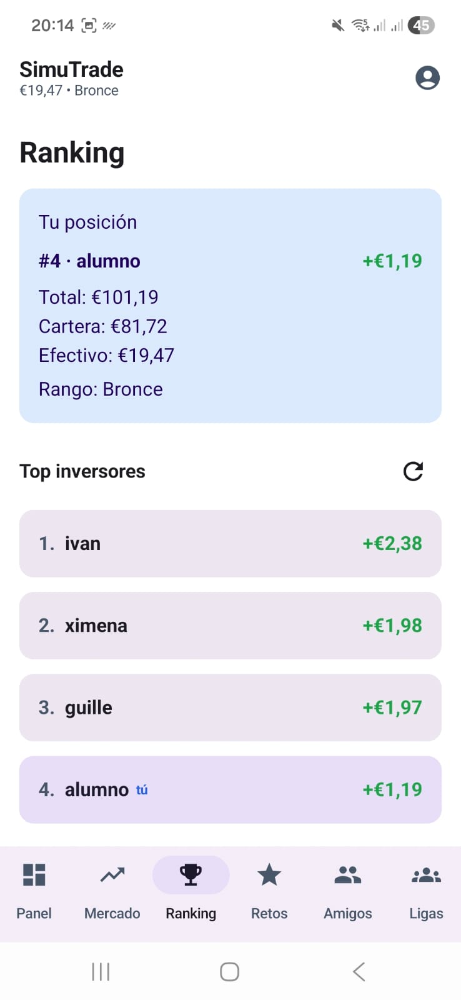 20:14 45
SimuTrade
€19,47 • Bronce
Ranking
Tu posición
#4 · alumno +€1,19
Total: €101,19
Cartera: €81,72
Efectivo: €19,47
Rango: Bronce
Top inversores
1. ivan +€2,38
2. ximena +€1,98
3. guille +€1,97
4. alumno tú +€1,19
Panel Mercado Ranking Retos Amigos Ligas